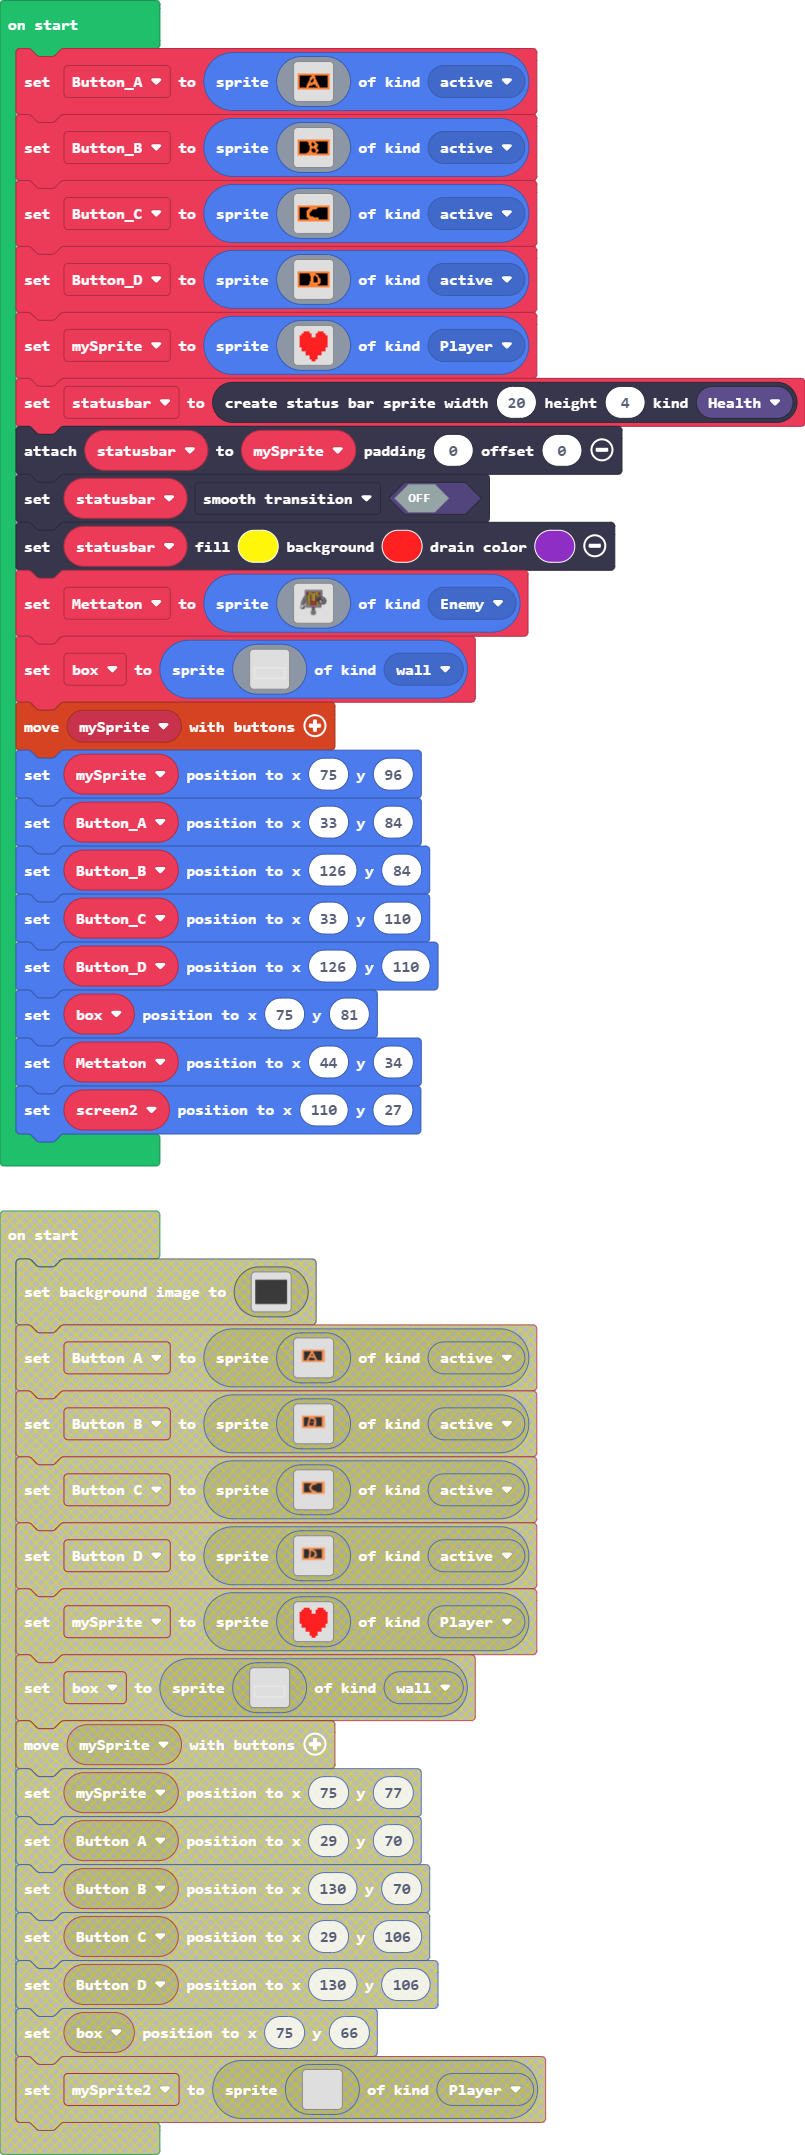 on start
set Button_A to sprite A of kind active
set Button_B to sprite B of kind active
set Button_C to sprite C of kind active
set Button_D to sprite D of kind active
set mySprite to sprite of kind Player
set statusbar to create status bar sprite width 20 height 4 kind Health
attach statusbar to mySprite padding 0 offset 0
set statusbar smooth transition OFF
set statusbar fill background drain color
set Mettaton to sprite of kind Enemy
set box to sprite of kind wall
move mySprite with buttons
set mySprite position to x 75 y 96
set Button_A position to x 33 y 84
set Button_B position to x 126 y 84
set Button_C position to x 33 y 110
set Button_D position to x 126 y 110
set box position to x 75 y 81
set Mettaton position to x 44 y 34
set screen2 position to x 110 y 27
on start
set background image to
set Button A to sprite A of kind active
set Button B to sprite B of kind active
set Button C to sprite C of kind active
set Button D to sprite D of kind active
set mySprite to sprite of kind Player
set box to sprite of kind wall
move mySprite with buttons
set mySprite position to x 75 y 77
set Button A position to x 29 y 70
set Button B position to x 130 y 70
set Button C position to x 29 y 106
set Button D position to x 130 y 106
set box position to x 75 y 66
set mySprite2 to sprite of kind Player